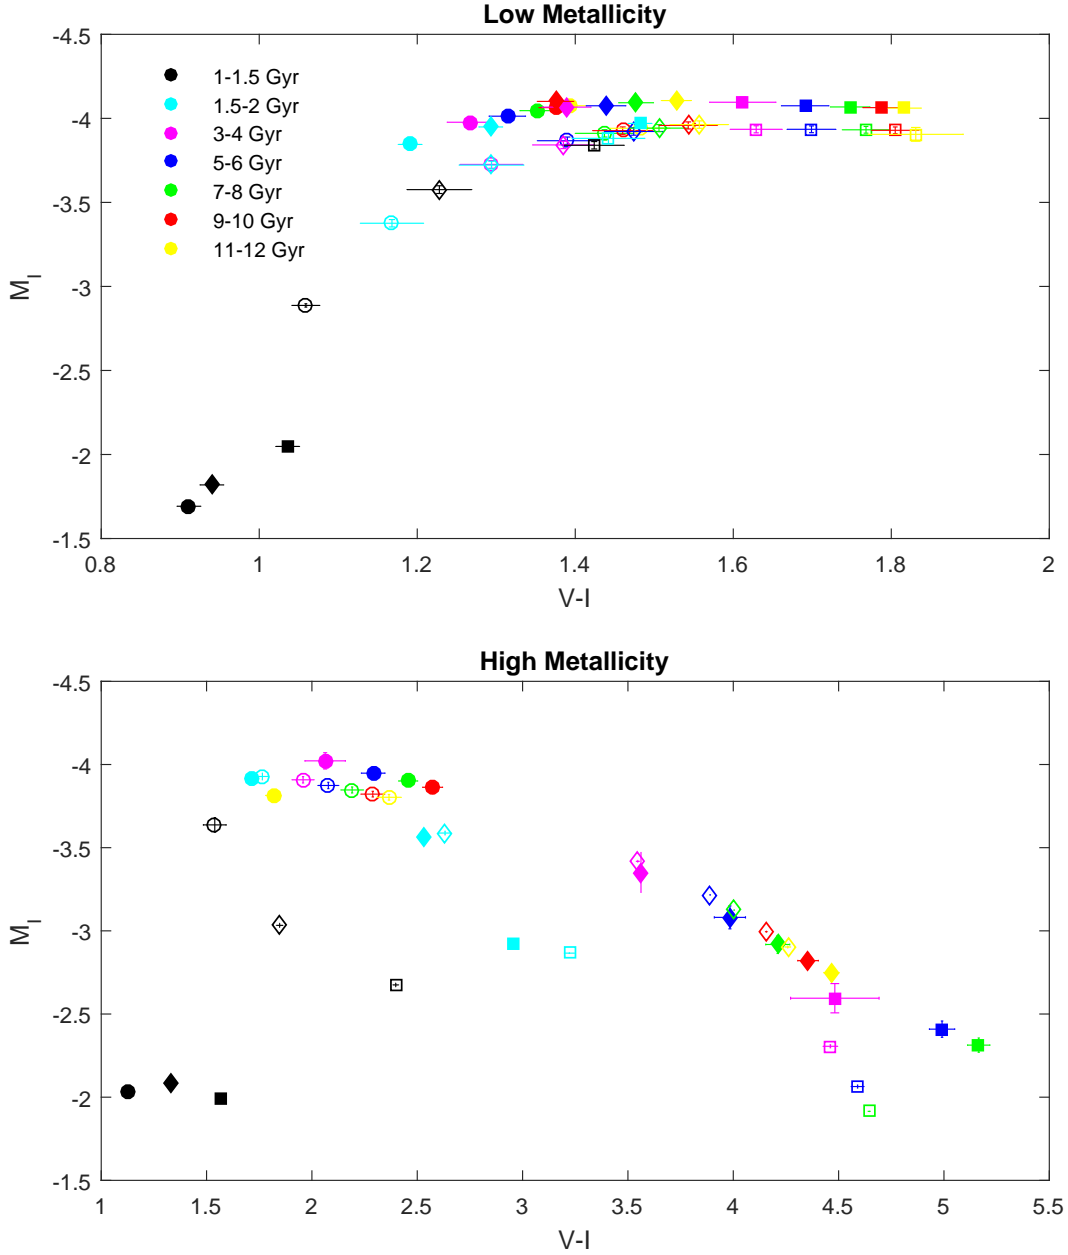 Low Metallicity
-4.5
-4
-3.5
-3
-2.5
-2
-1.5
M_I
1-1.5 Gyr
1.5-2 Gyr
3-4 Gyr
5-6 Gyr
7-8 Gyr
9-10 Gyr
11-12 Gyr
0.8 1 1.2 1.4 1.6 1.8 2
V-I
High Metallicity
-4.5
-4
-3.5
-3
-2.5
-2
-1.5
M_I
1 1.5 2 2.5 3 3.5 4 4.5 5 5.5
V-I